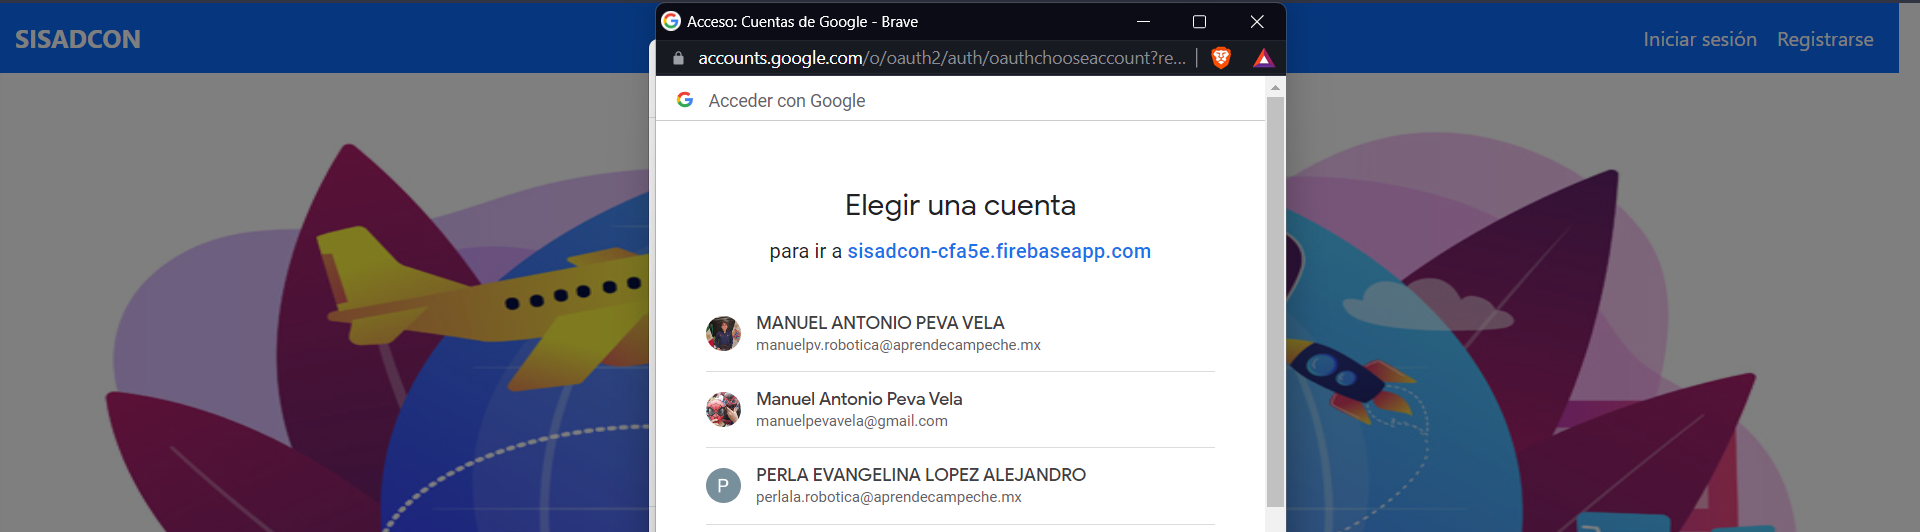 Acceso: Cuentas de Google - Brave
SISADCON
Iniciar sesión Registrarse
accounts.google.com/o/oauth2/auth/oauthchooseaccount?re...
Acceder con Google
Elegir una cuenta
para ir a sisadcon-cfa5e.firebaseapp.com
MANUEL ANTONIO PEVA VELA
manuelpv.robotica@aprendecampeche.mx
Manuel Antonio Peva Vela
manuelpevavela@gmail.com
P
PERLA EVANGELINA LOPEZ ALEJANDRO
perlala.robotica@aprendecampeche.mx